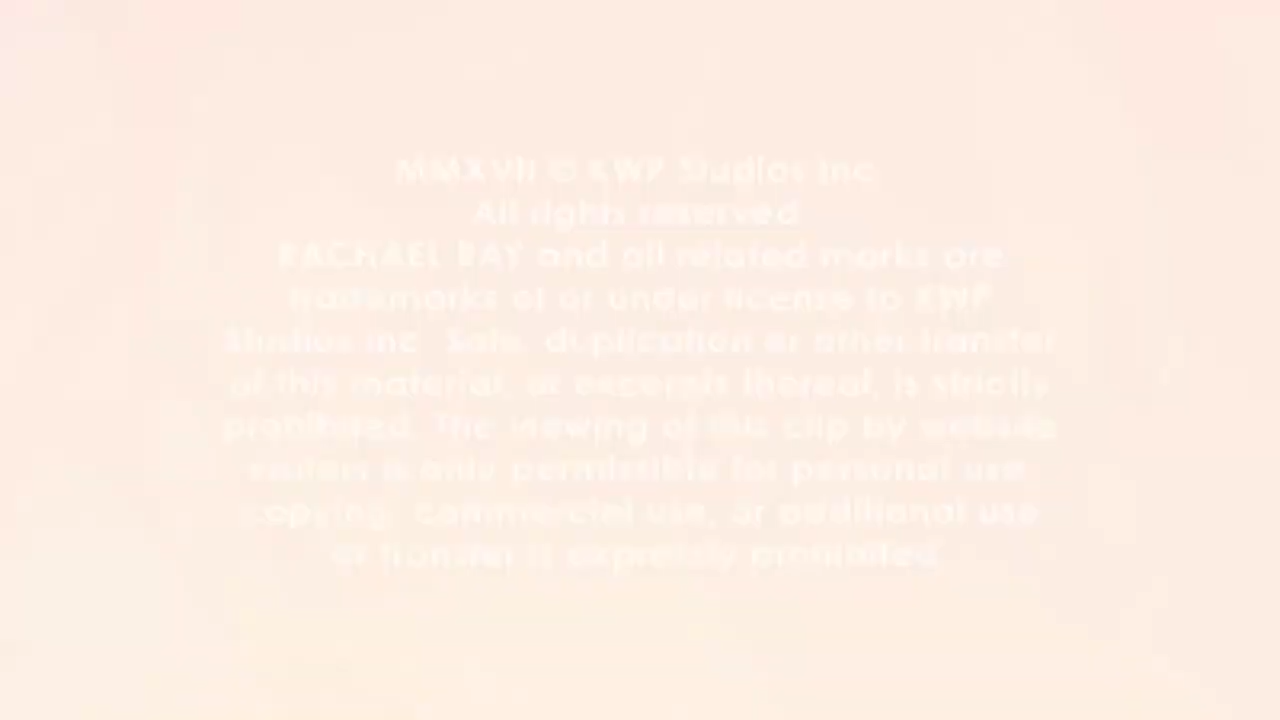 MMXVII © KWP Studios Inc.
All rights reserved
RACHAEL RAY and all related marks are
trademarks of or under license to KWP
Studios Inc. Sale, duplication or other transfer
of this material, or excerpts thereof, is strictly
prohibited. The viewing of this clip by website
visitors is only permissible for personal use
copying, commercial use, or additional use
or transfer is expressly prohibited